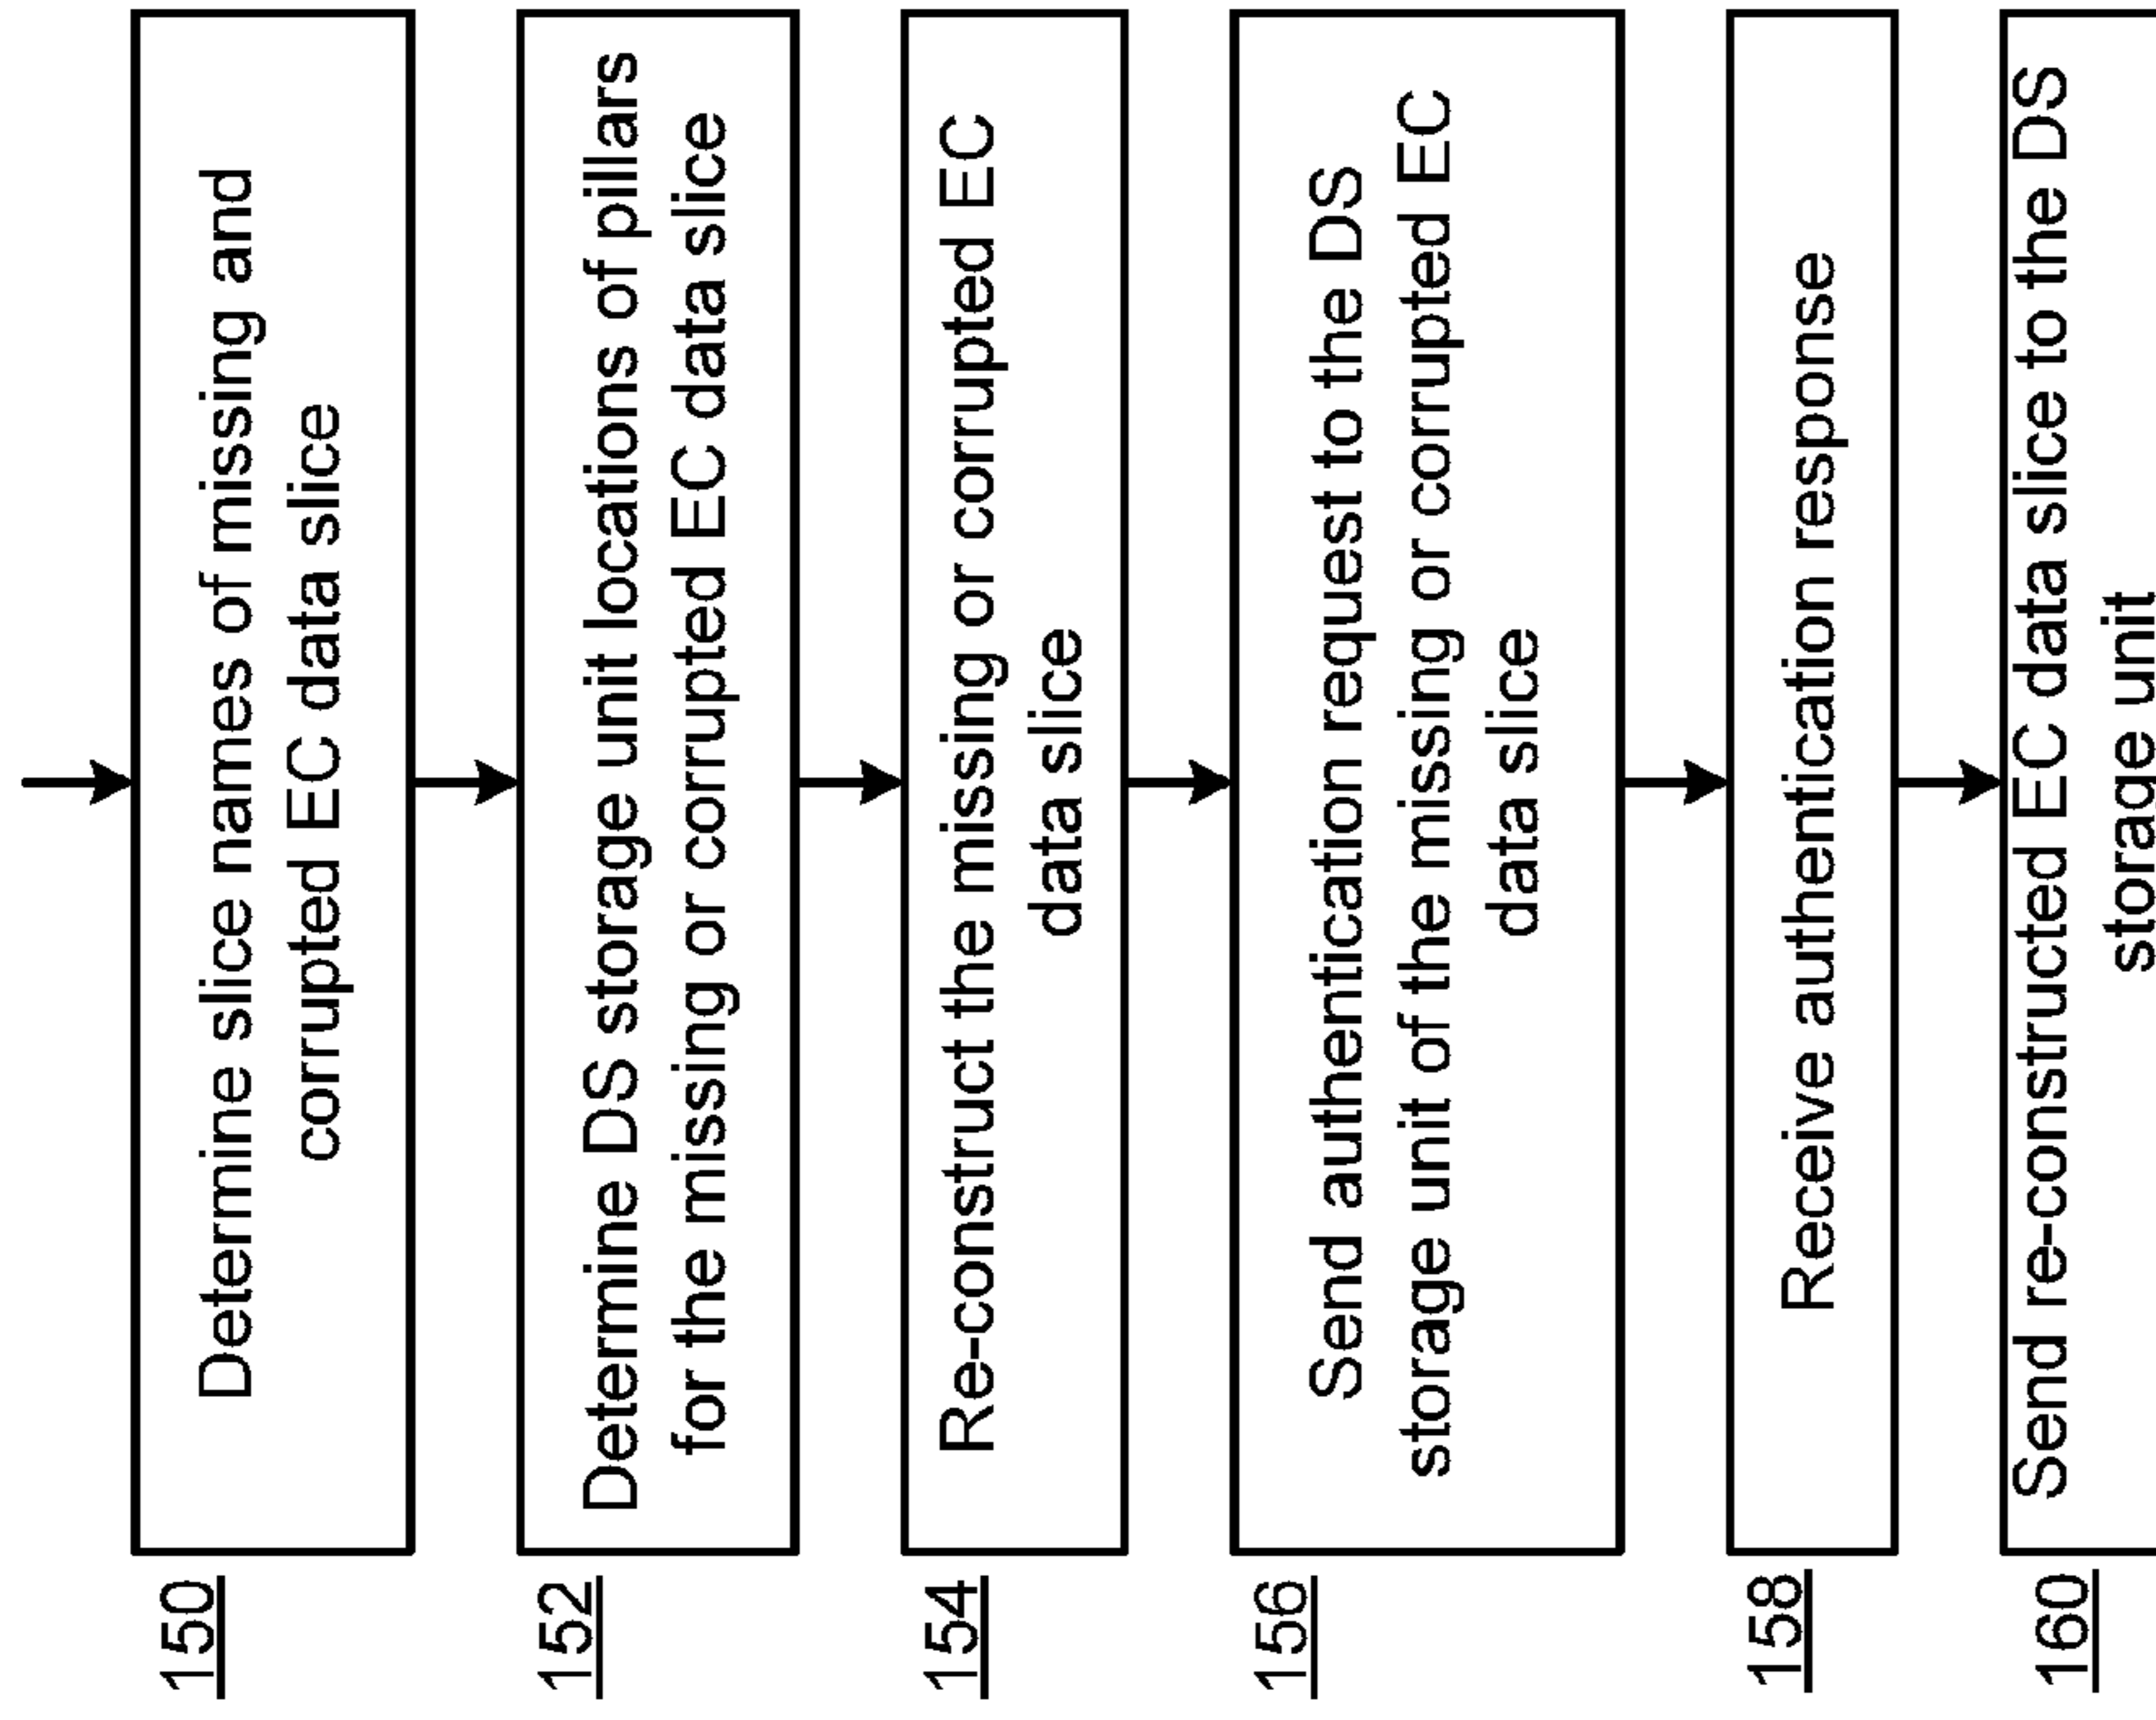 150
Determine slice names of missing and
corrupted EC data slice
152
Determine DS storage unit locations of pillars
for the missing or corrupted EC data slice
154
Re-construct the missing or corrupted EC
data slice
156
Send authentication request to the DS
storage unit of the missing or corrupted EC
data slice
158
Receive authentication response
160
Send re-constructed EC data slice to the DS
storage unit